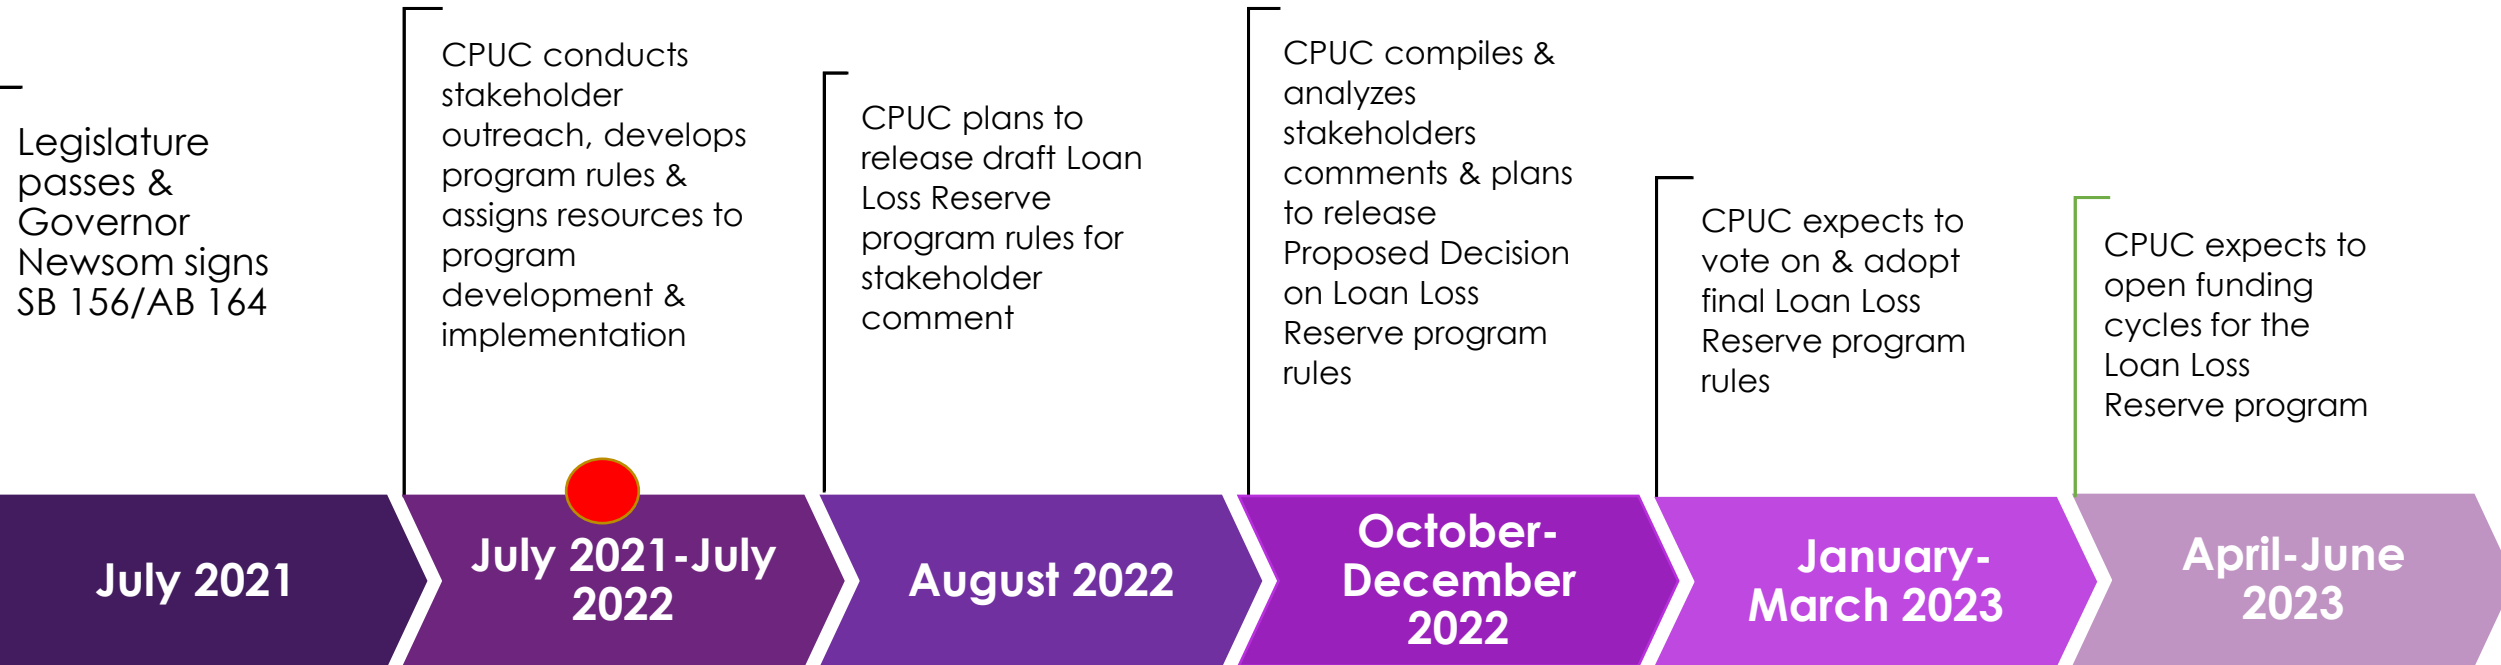 Legislature
passes &
Governor
Newsom signs
SB 156/AB 164
July 2021
CPUC conducts
stakeholder
outreach, develops
program rules &
assigns resources to
program
development &
implementation
July 2021-July
2022
CPUC plans to
release draft Loan
Loss Reserve
program rules for
stakeholder
comment
August 2022
CPUC compiles &
analyzes
stakeholders
comments & plans
to release
Proposed Decision
on Loan Loss
Reserve program
rules
October-
December
2022
CPUC expects to
vote on & adopt
final Loan Loss
Reserve program
rules
January-
March 2023
CPUC expects to
open funding
cycles for the
Loan Loss
Reserve program
April-June
2023